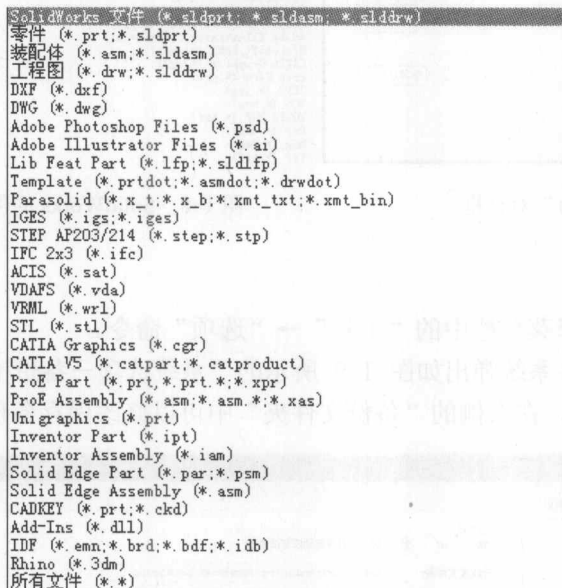 SolidWorks 文件 (*.sldprt; *.sldasm; *.slddrw)
零件 (*.prt;*.sldprt)
装配体 (*.asm;*.sldasm)
工程图 (*.drw;*.slddrw)
DXF (*.dxf)
DWG (*.dwg)
Adobe Photoshop Files (*.psd)
Adobe Illustrator Files (*.ai)
Lib Feat Part (*.lfp;*.sldlfp)
Template (*.prtdot;*.asmdot;*.drwdot)
Parasolid (*.x_t;*.x_b;*.xmt_txt;*.xmt_bin)
IGES (*.igs;*.iges)
STEP AP203/214 (*.step;*.stp)
IFC 2x3 (*.ifc)
ACIS (*.sat)
VDAFS (*.vda)
VRML (*.wrl)
STL (*.stl)
CATIA Graphics (*.cgr)
CATIA V5 (*.catpart;*.catproduct)
ProE Part (*.prt,*.prt.*;*.xpr)
ProE Assembly (*.asm;*.asm.*;*.xas)
Unigraphics (*.prt)
Inventor Part (*.ipt)
Inventor Assembly (*.iam)
Solid Edge Part (*.par;*.psm)
Solid Edge Assembly (*.asm)
CADKEY (*.prt;*.ckd)
Add-Ins (*.dll)
IDF (*.emn;*.brd;*.bdf;*.idb)
Rhino (*.3dm)
所有文件 (*.*)